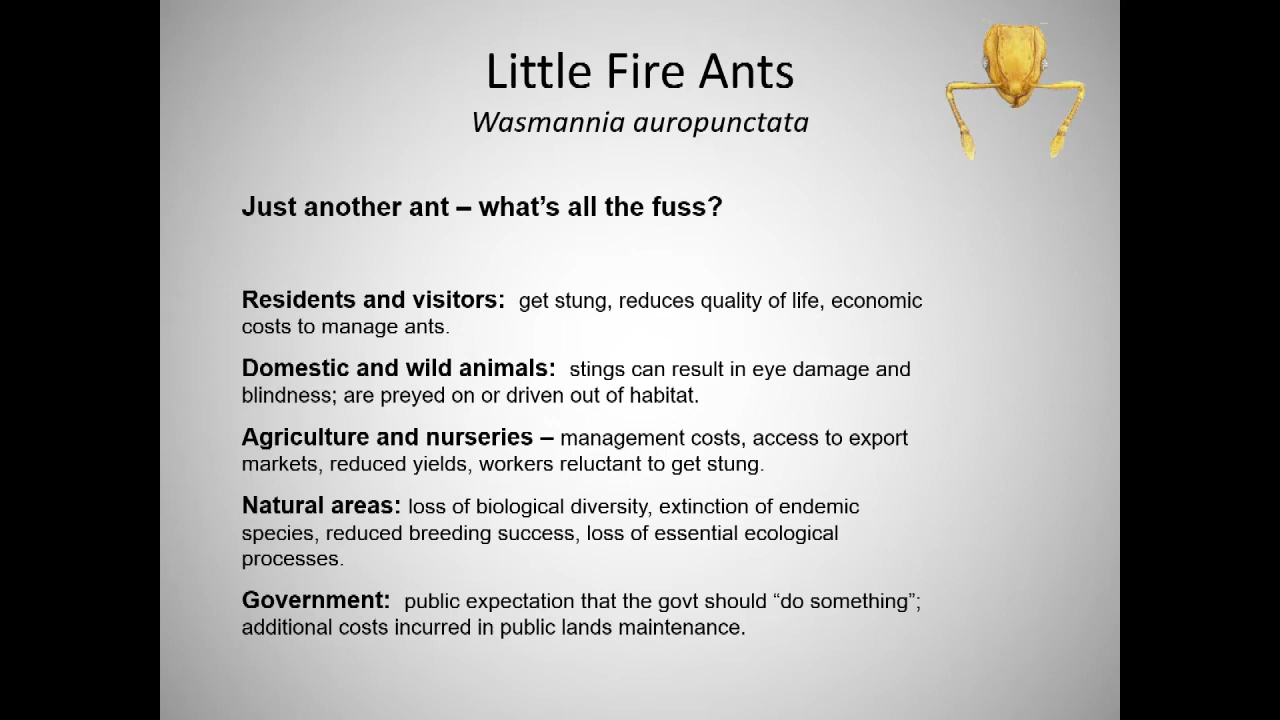 Little Fire Ants
Wasmannia auropunctata
Just another ant – what’s all the fuss?
Residents and visitors: get stung, reduces quality of life, economic
costs to manage ants.
Domestic and wild animals: stings can result in eye damage and
blindness; are preyed on or driven out of habitat.
Agriculture and nurseries – management costs, access to export
markets, reduced yields, workers reluctant to get stung.
Natural areas: loss of biological diversity, extinction of endemic
species, reduced breeding success, loss of essential ecological
processes.
Government: public expectation that the govt should “do something”;
additional costs incurred in public lands maintenance.